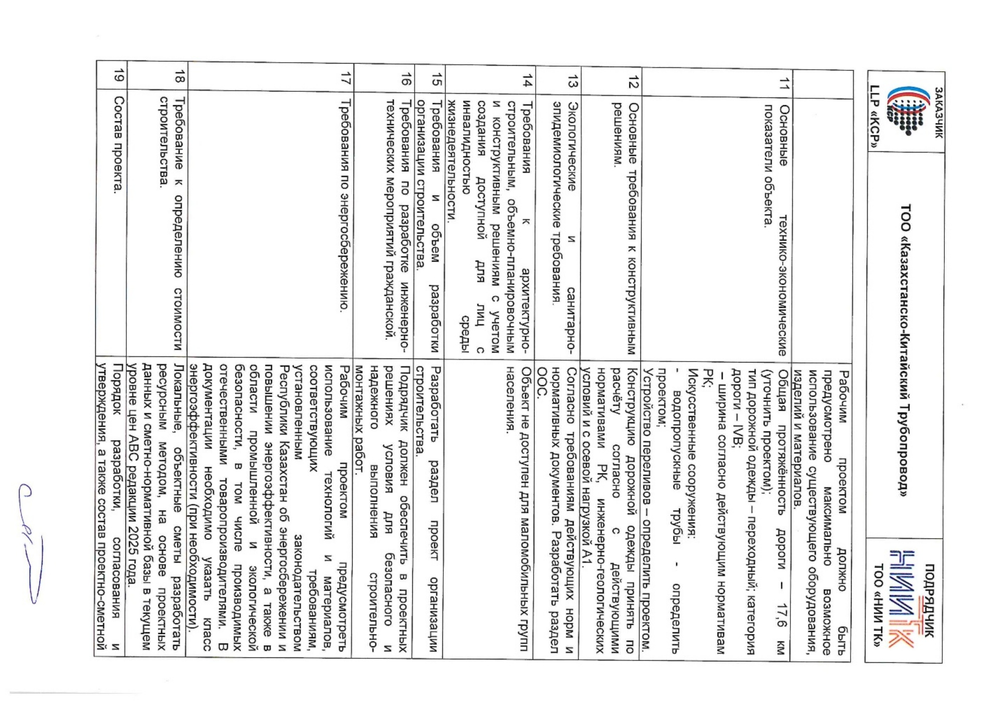 ЗАКАЗЧИК
КСР
LLP «КСР»
ТОО «Казахстанско-Китайский Трубопровод»
ПОДРЯДЧИК
НИИ ТК
ТОО «НИИ ТК»
Рабочим проектом должно быть
предусмотрено максимально возможное
использование существующего оборудования,
изделий и материалов.
11
Основные технико-экономические
показатели объекта.
Общая протяжённость дороги – 17,6 км
(уточнить проектом);
тип дорожной одежды – переходный; категория
дороги – IVВ;
– ширина согласно действующим нормативам
РК;
Искусственные сооружения:
- водопропускные трубы - определить
проектом;
Устройство переливов – определить проектом.
12
Основные требования к конструктивным
решениям.
Конструкцию дорожной одежды принять по
расчёту согласно с действующими
нормативами РК, инженерно-геологических
условий и с осевой нагрузкой А1.
13
Экологические и санитарно-
эпидемиологические требования.
Согласно требованиям действующих норм и
нормативных документов. Разработать раздел
ООС.
14
Требования к архитектурно-
строительным, объемно-планировочным
и конструктивным решениям с учетом
создания доступной для лиц с
инвалидностью среды
жизнедеятельности.
Объект не доступен для маломобильных групп
населения.
15
Требования и объем разработки
организации строительства.
Разработать раздел проект организации
строительства.
16
Требования по разработке инженерно-
технических мероприятий гражданской.
Подрядчик должен обеспечить в проектных
решениях условия для безопасного и
надежного выполнения строительно-
монтажных работ.
17
Требования по энергосбережению.
Рабочим проектом предусмотреть
использование технологий и материалов,
соответствующих требованиям,
установленным законодательством
Республики Казахстан об энергосбережении и
повышении энергоэффективности, а также в
области промышленной и экологической
безопасности, в том числе производимых
отечественными товаропроизводителями. В
документации необходимо указать класс
энергоэффективности (при необходимости).
18
Требование к определению стоимости
строительства.
Локальные, объектные сметы разработать
ресурсным методом, на основе проектных
данных и сметно-нормативной базы в текущем
уровне цен АВС редакции 2025 года.
19
Состав проекта.
Порядок разработки, согласования и
утверждения, а также состав проектно-сметной